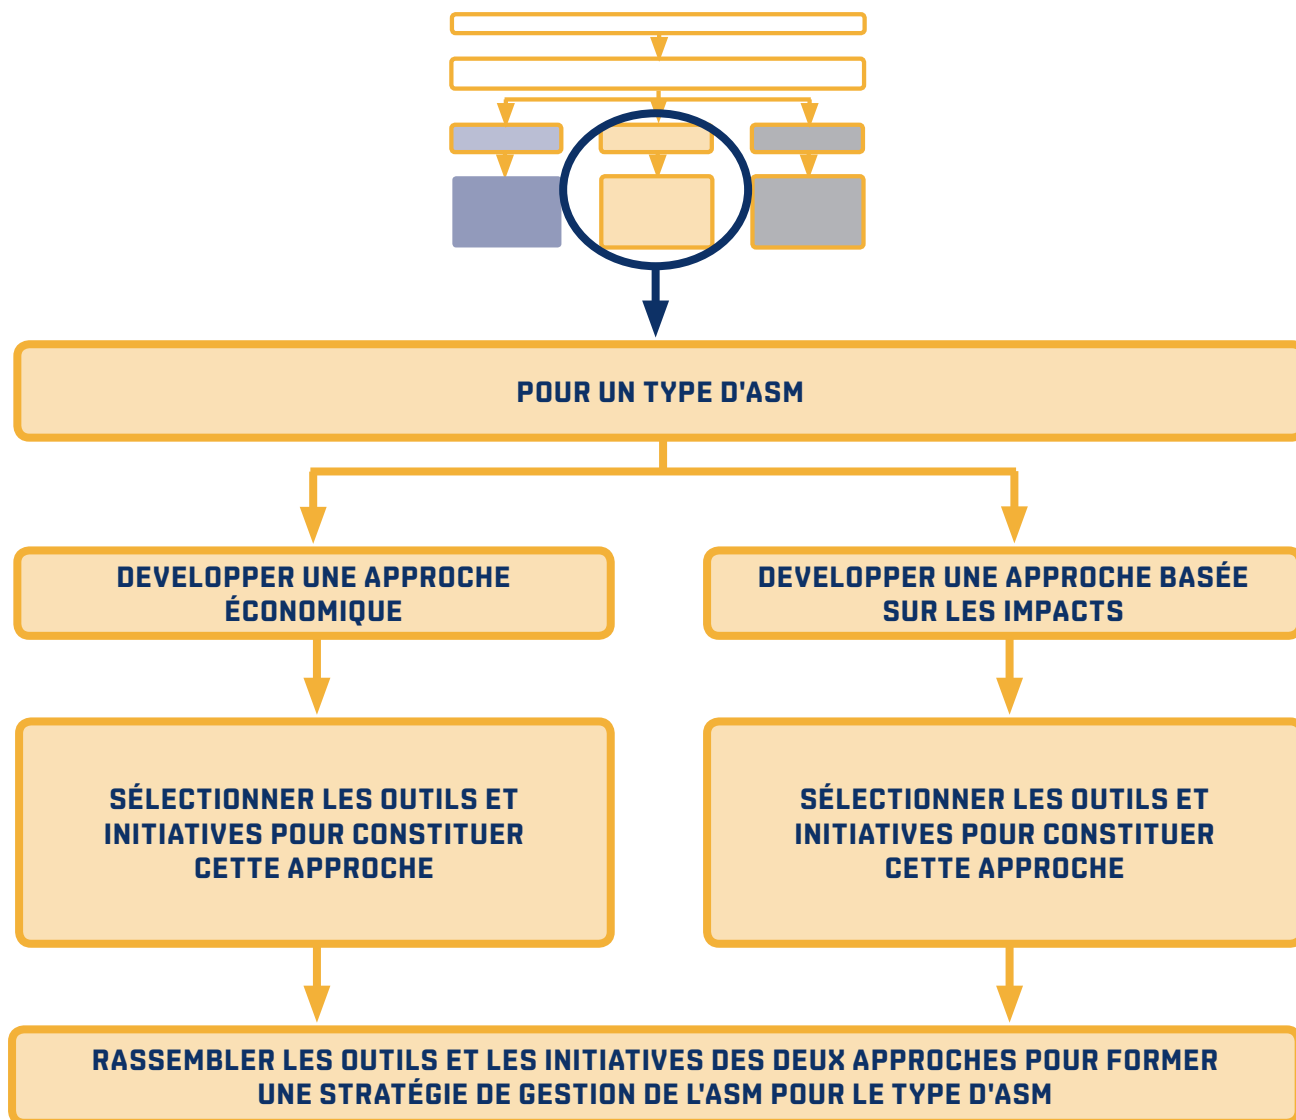 POUR UN TYPE D'ASM
DEVELOPPER UNE APPROCHE
ÉCONOMIQUE
DEVELOPPER UNE APPROCHE BASÉE
SUR LES IMPACTS
SÉLECTIONNER LES OUTILS ET
INITIATIVES POUR CONSTITUER
CETTE APPROCHE
SÉLECTIONNER LES OUTILS ET
INITIATIVES POUR CONSTITUER
CETTE APPROCHE
RASSEMBLER LES OUTILS ET LES INITIATIVES DES DEUX APPROCHES POUR FORMER
UNE STRATÉGIE DE GESTION DE L'ASM POUR LE TYPE D'ASM